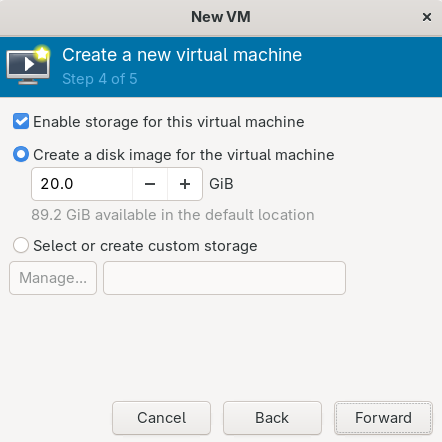 New VM
Create a new virtual machine
Step 4 of 5
Enable storage for this virtual machine
Create a disk image for the virtual machine
20.0 − + GiB
89.2 GiB available in the default location
Select or create custom storage
Manage...
Cancel Back Forward